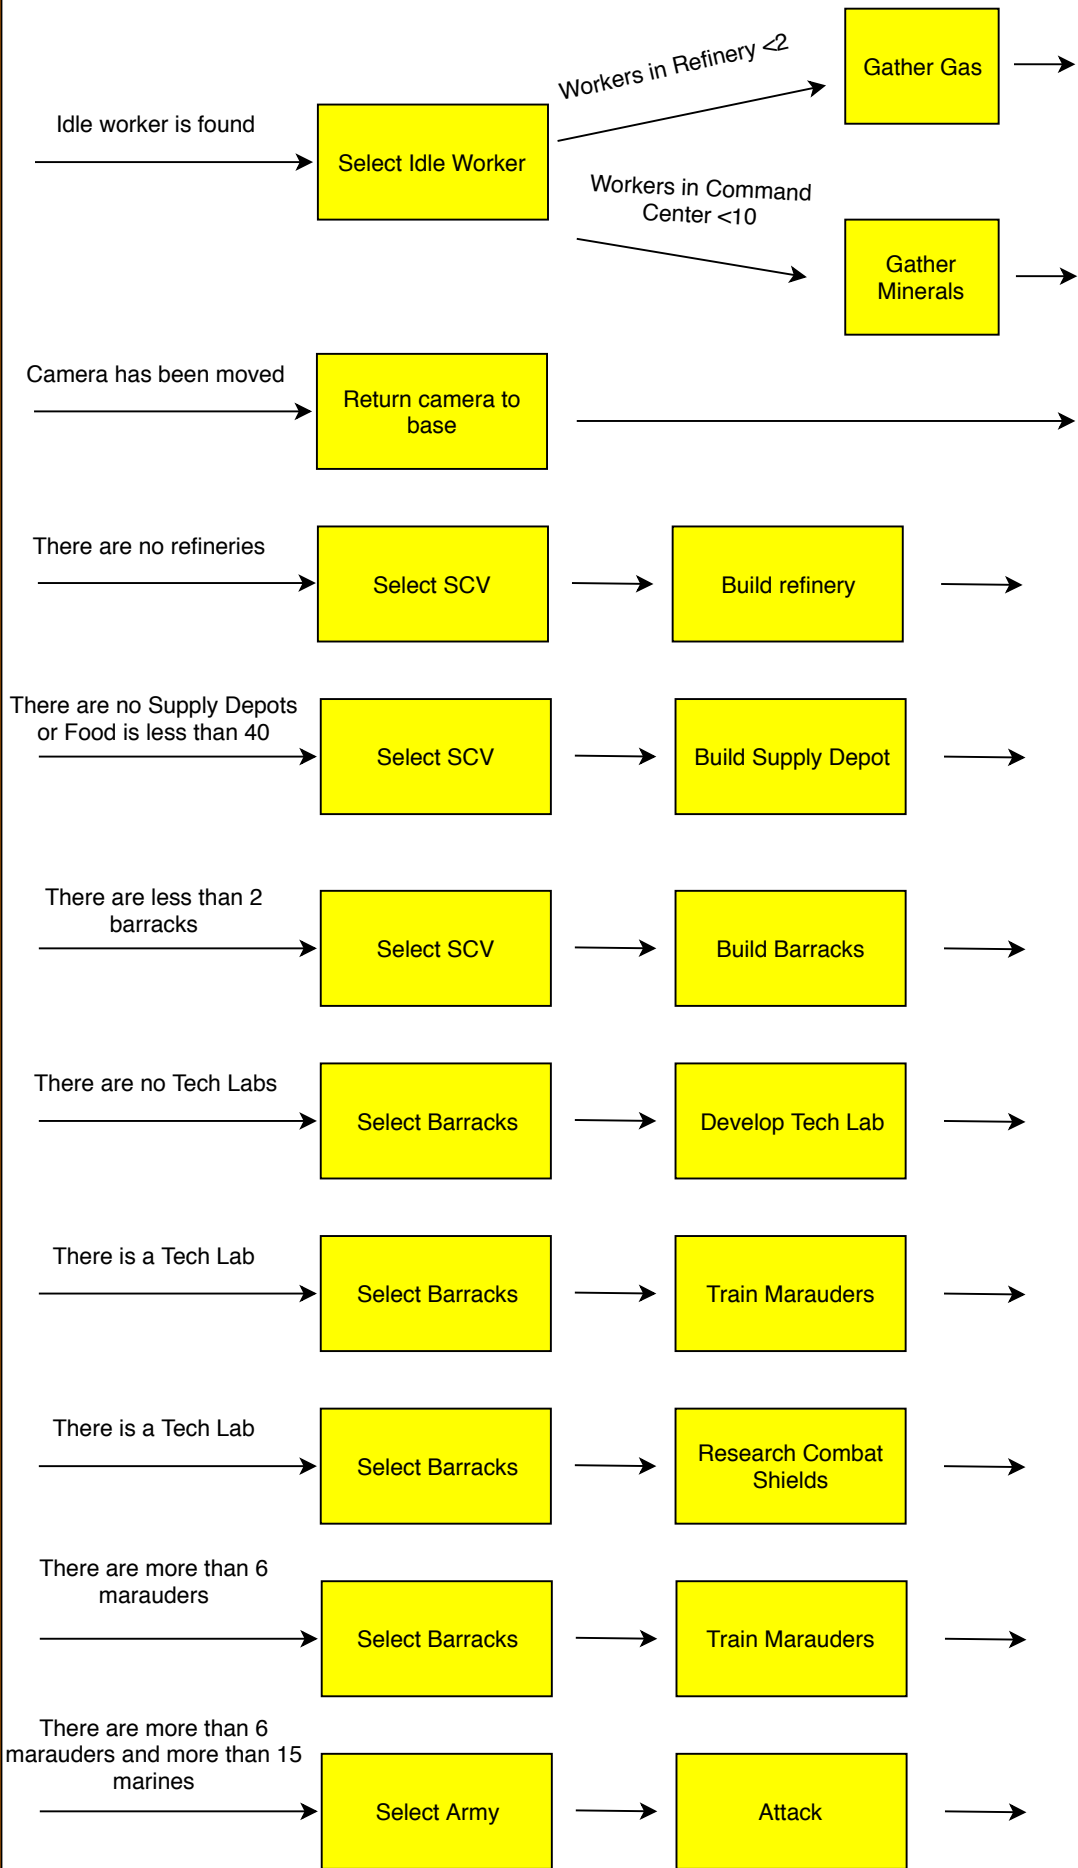 Workers in Refinery <2
Gather Gas
Idle worker is found
Select Idle Worker
Workers in Command
Center <10
Gather
Minerals
Camera has been moved
Return camera to
base
There are no refineries
Select SCV
Build refinery
There are no Supply Depots
or Food is less than 40
Select SCV
Build Supply Depot
There are less than 2
barracks
Select SCV
Build Barracks
There are no Tech Labs
Select Barracks
Develop Tech Lab
There is a Tech Lab
Select Barracks
Train Marauders
There is a Tech Lab
Select Barracks
Research Combat
Shields
There are more than 6
marauders
Select Barracks
Train Marauders
There are more than 6
marauders and more than 15
marines
Select Army
Attack